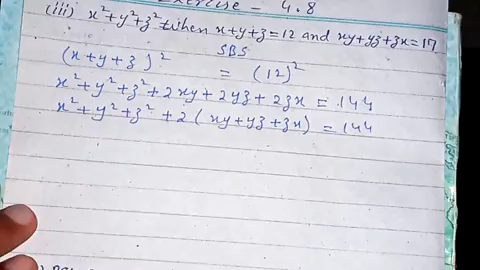 Exercise - 4.8
(iii) x²+y²+z² when x+y+z=12 and xy+yz+zx=17
SBS
(x+y+z)² = (12)²
x²+y²+z²+2xy+2yz+2zx = 144
x²+y²+z² +2(xy+yz+zx) = 144